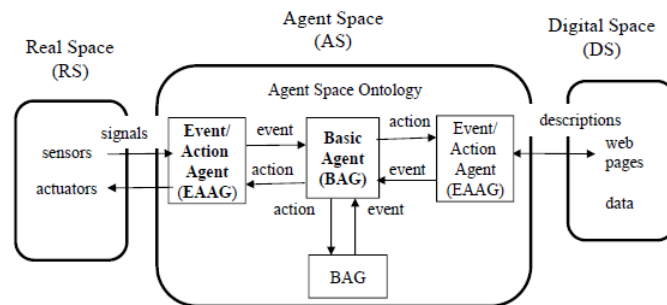 Real Space
(RS)
Agent Space
(AS)
Digital Space
(DS)
Agent Space Ontology
sensors
actuators
signals
Event/
Action
Agent
(EAAG)
event
action
Basic
Agent
(BAG)
action
event
Event/
Action
Agent
(EAAG)
action
event
BAG
descriptions
web
pages
data